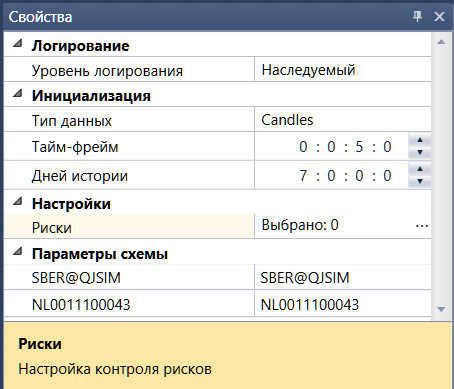 Свойства
Логирование
Уровень логирования Наследуемый
Инициализация
Тип данных Candles
Тайм-фрейм 0 : 0 : 5 : 0
Дней истории 7 : 0 : 0 : 0
Настройки
Риски Выбрано: 0 ...
Параметры схемы
SBER@QJSIM SBER@QJSIM
NL0011100043 NL0011100043
Риски
Настройка контроля рисков